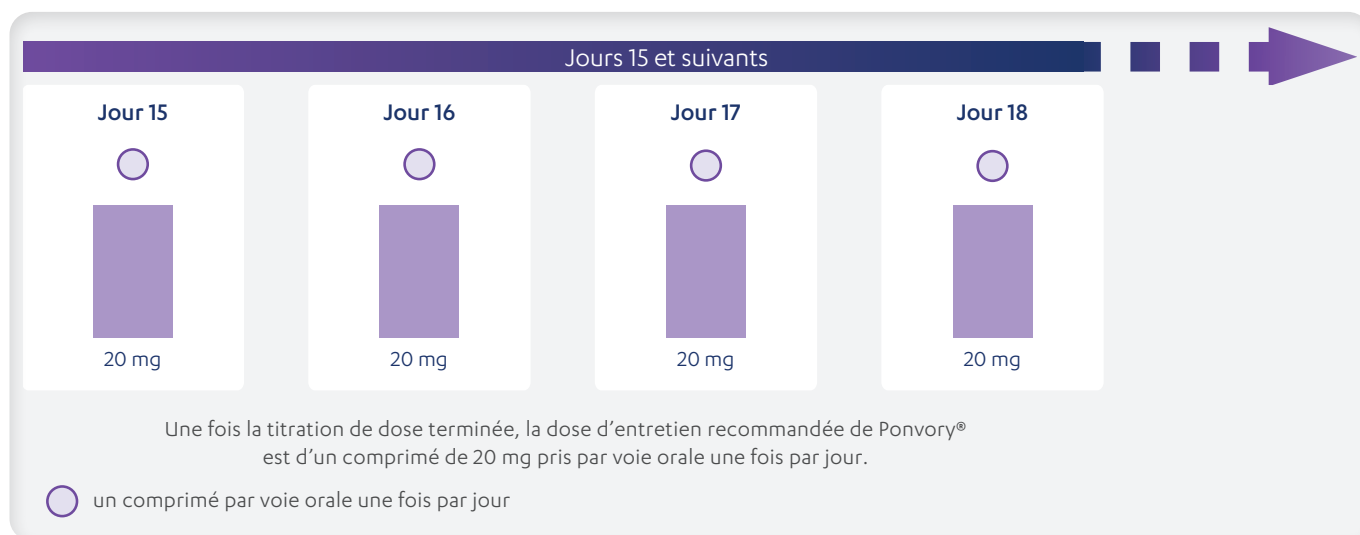 Jours 15 et suivants
Jour 15
Jour 16
Jour 17
Jour 18
20 mg
20 mg
20 mg
20 mg
Une fois la titration de dose terminée, la dose d’entretien recommandée de Ponvory®
est d’un comprimé de 20 mg pris par voie orale une fois par jour.
un comprimé par voie orale une fois par jour